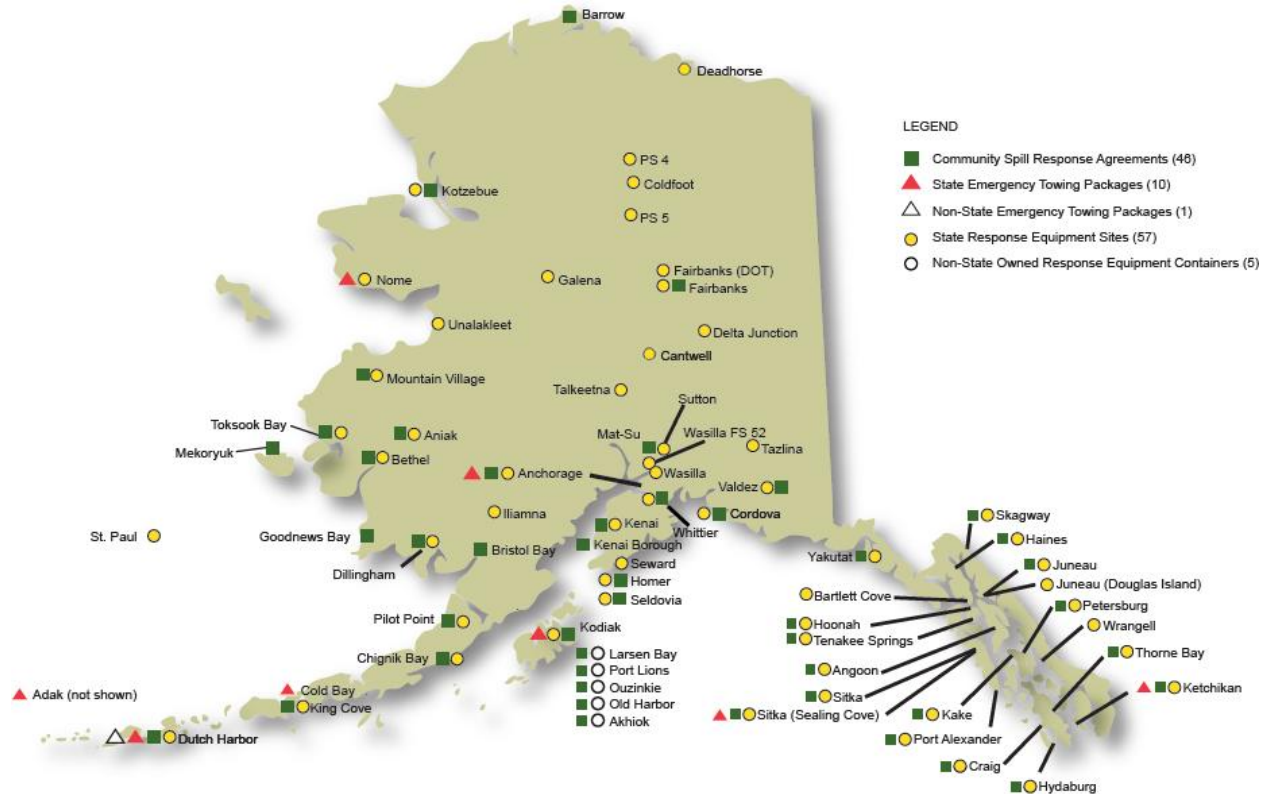 Barrow
Deadhorse
LEGEND
Community Spill Response Agreements (46)
State Emergency Towing Packages (10)
Non-State Emergency Towing Packages (1)
State Response Equipment Sites (57)
Non-State Owned Response Equipment Containers (5)
PS 4
Coldfoot
Kotzebue
PS 5
Fairbanks (DOT)
Fairbanks
Nome
Galena
Unalakleet
Delta Junction
Cantwell
Mountain Village
Talkeetna
Sutton
Toksook Bay
Aniak
Mat-Su
Wasilla FS 52
Tazlina
Mekoryuk
Bethel
Anchorage
Wasilla
Valdez
Iliamna
Cordova
Whittier
St. Paul
Goodnews Bay
Kenai
Kenai Borough
Bristol Bay
Dillingham
Seward
Homer
Seldovia
Pilot Point
Kodiak
Chignik Bay
Larsen Bay
Port Lions
Ouzinkie
Old Harbor
Akhiok
Adak (not shown)
Cold Bay
King Cove
Dutch Harbor
Skagway
Haines
Yakutat
Juneau
Juneau (Douglas Island)
Bartlett Cove
Petersburg
Hoonah
Wrangell
Tenakee Springs
Thorne Bay
Angoon
Ketchikan
Sitka
Sitka (Sealing Cove)
Kake
Port Alexander
Craig
Hydaburg